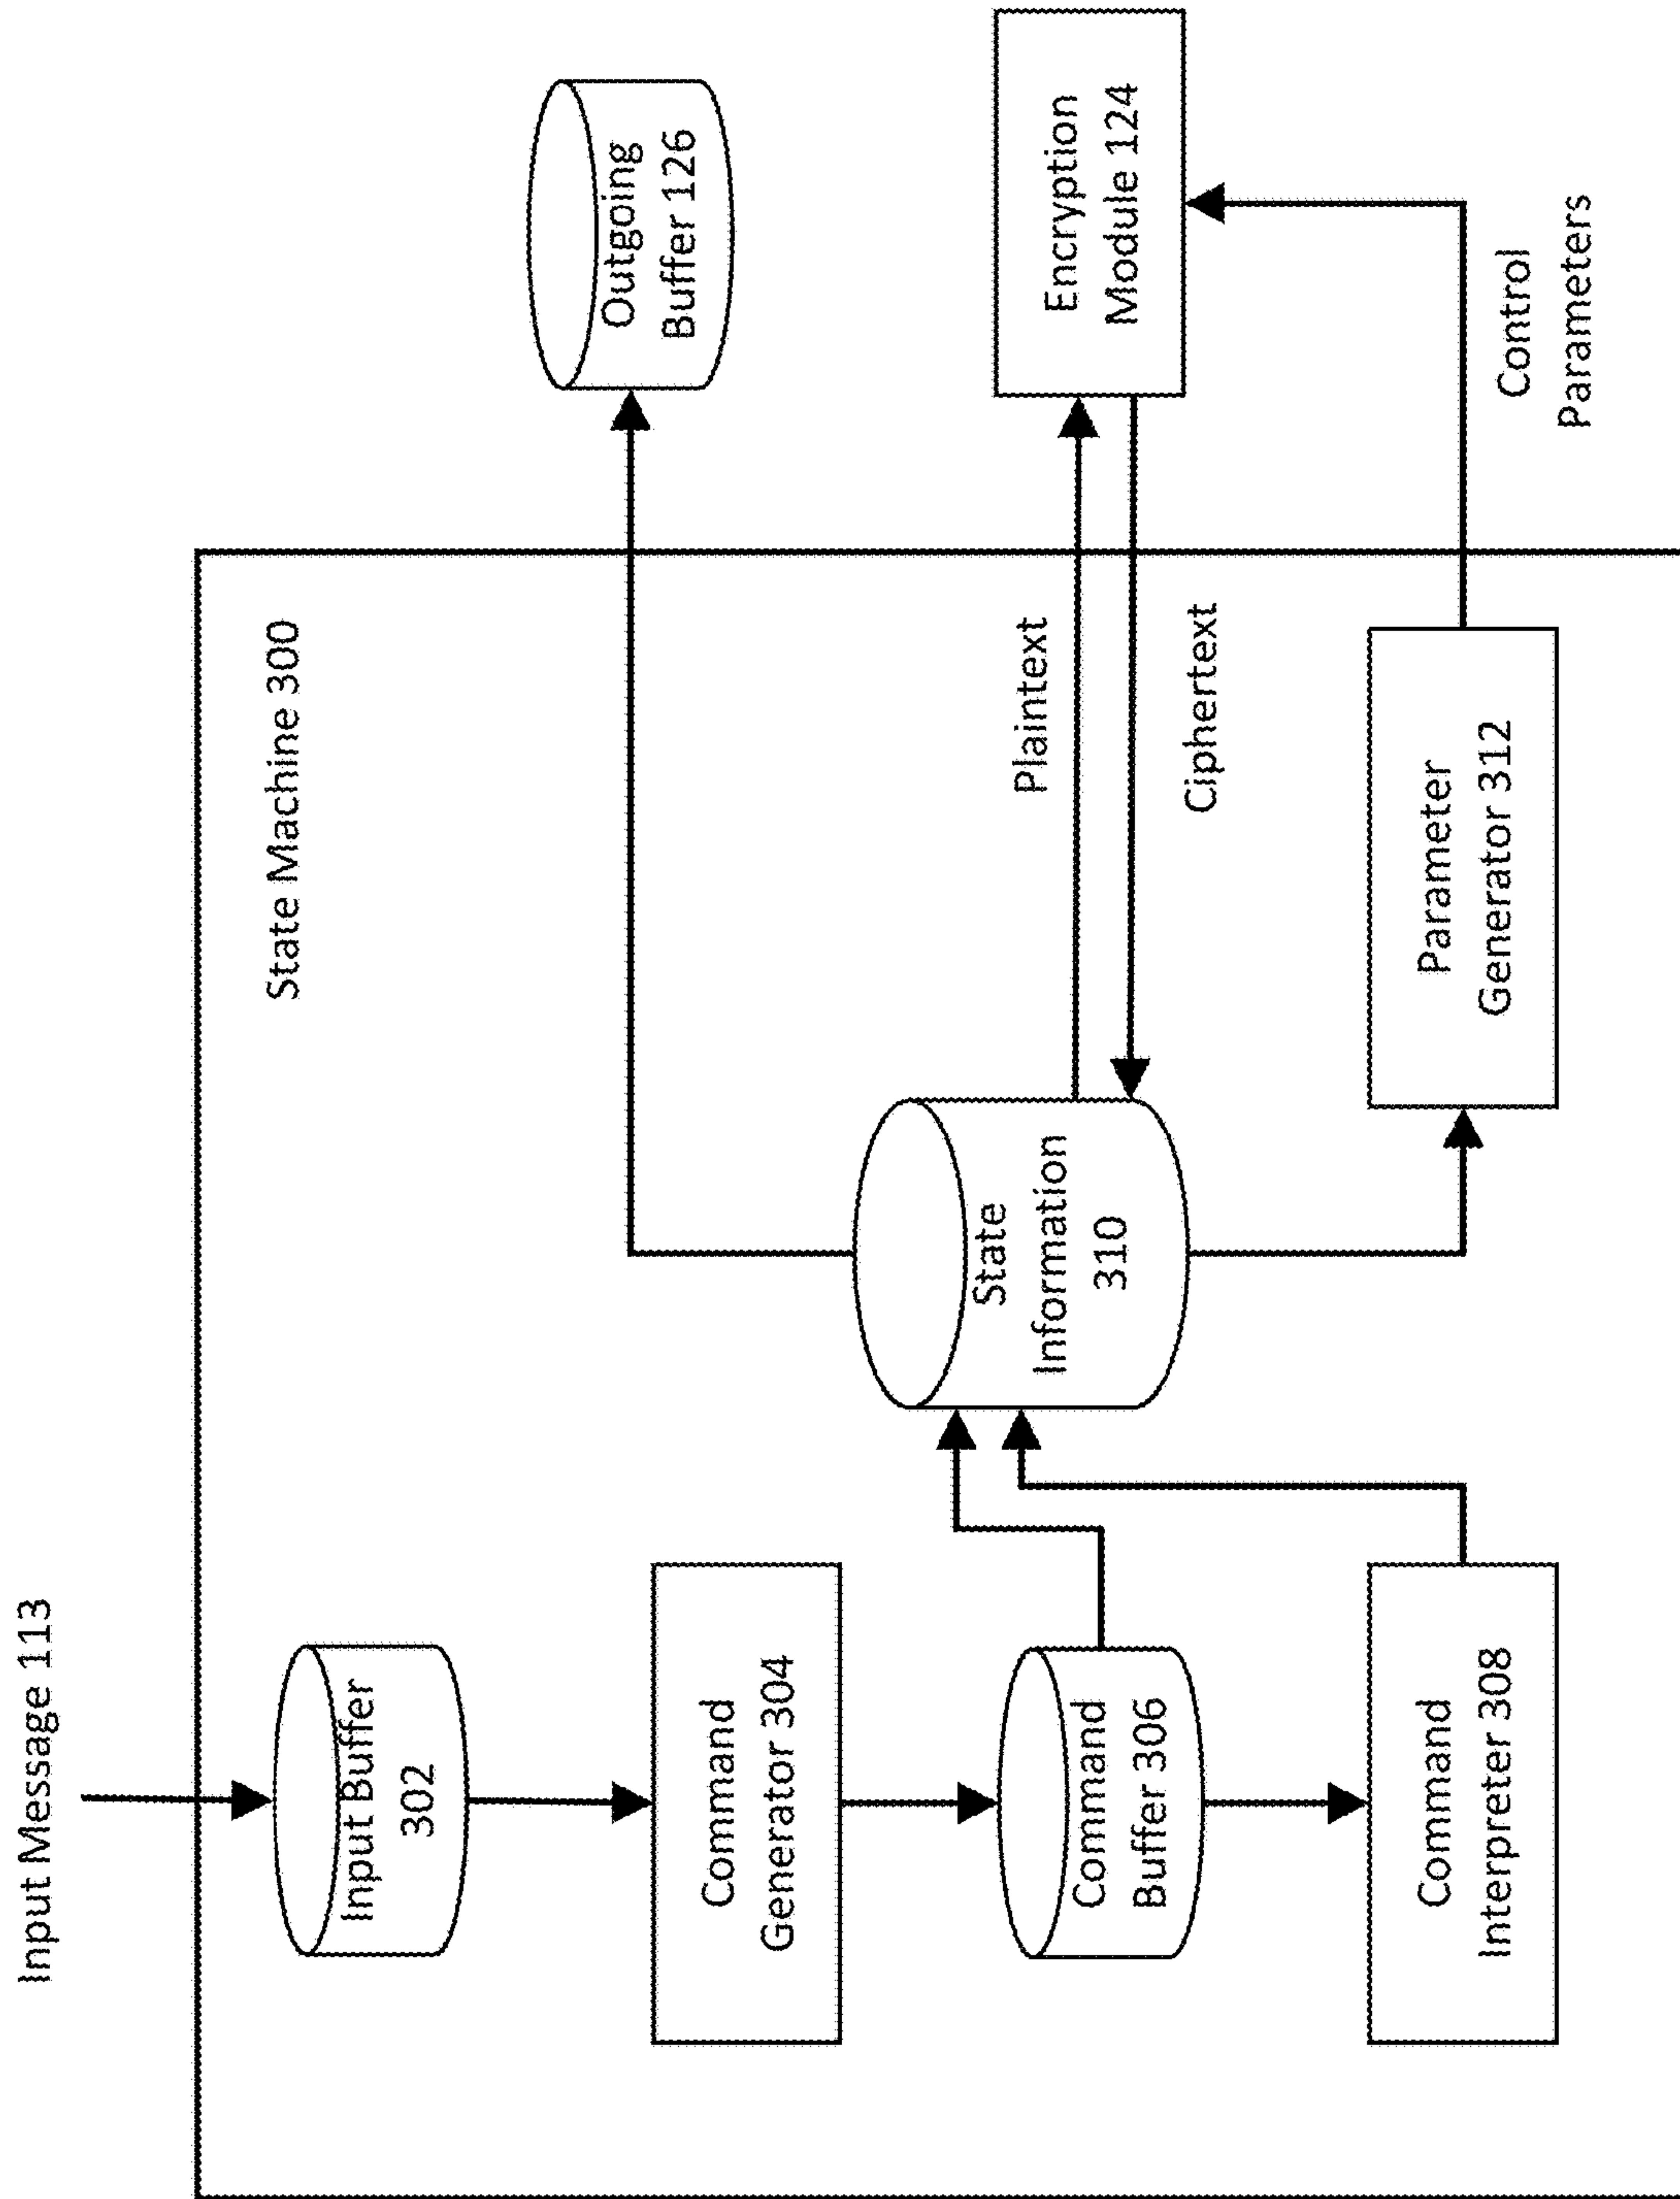 Input Message 113
State Machine 300
Input Buffer
302
Command
Generator 304
Command
Buffer 306
Command
Interpreter 308
State
Information
310
Plaintext
Ciphertext
Parameter
Generator 312
Outgoing
Buffer 126
Encryption
Module 124
Control
Parameters